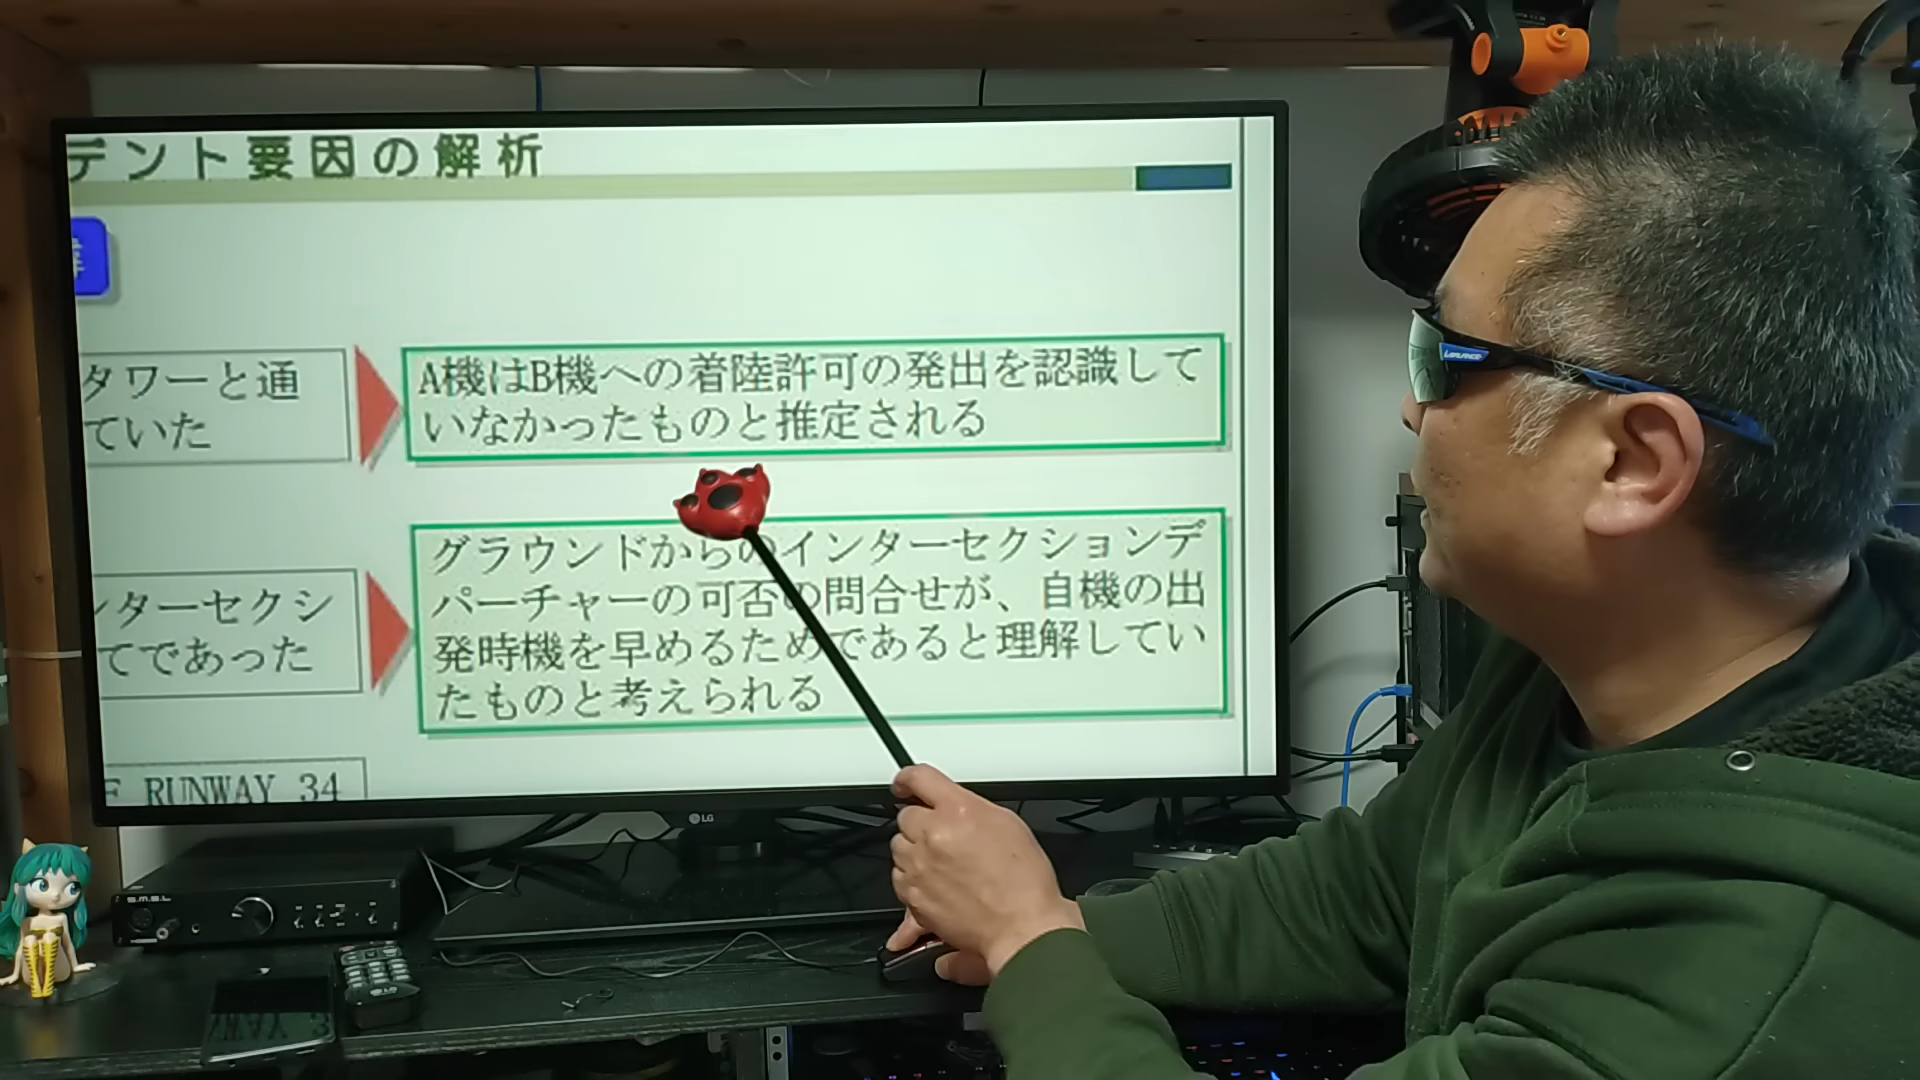 デント要因の解析
タワーと通
ていた
A機はB機への着陸許可の発出を認識して
いなかったものと推定される
ンターセクシ
てであった
グラウンドからのインターセクションデ
パーチャーの可否の問合せが、自機の出
発時機を早めるためであると理解してい
たものと考えられる
RUNWAY 34
LG
S.M.S.L
LG